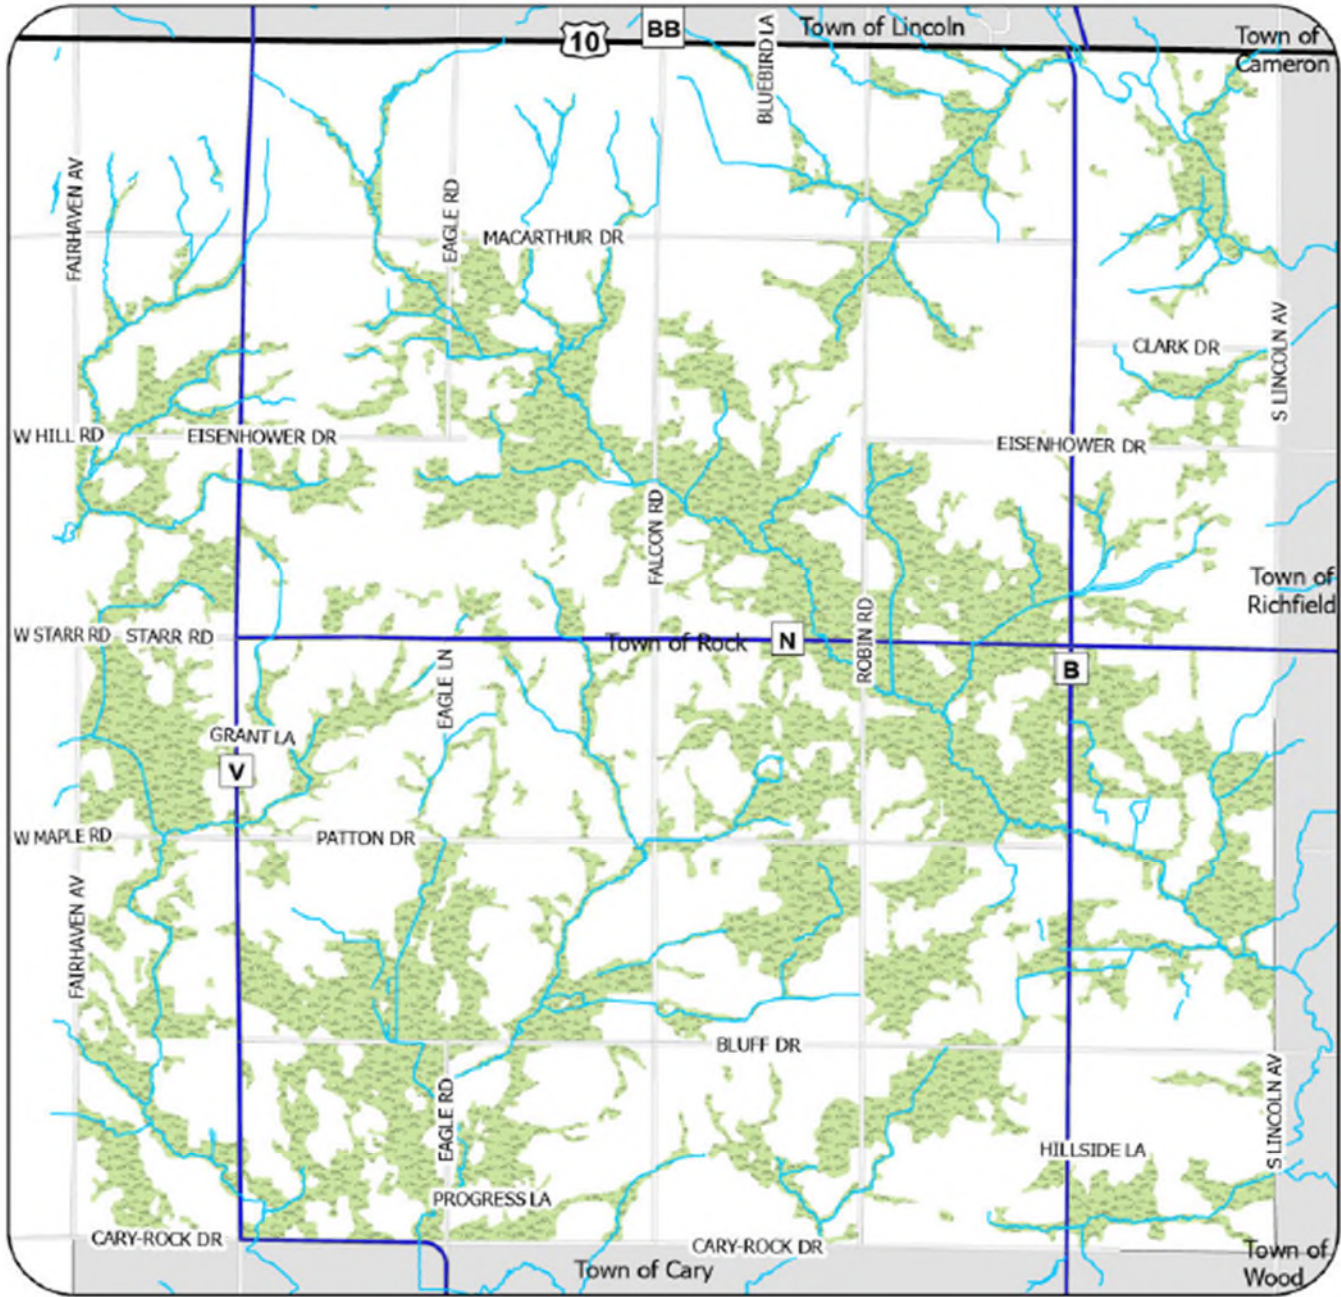 Town of Lincoln
BB
10
Town of
Cameron
BLUEBIRD LA
FAIRHAVEN AV
EAGLE RD
MACARTHUR DR
CLARK DR
S LINCOLN AV
W HILL RD
EISENHOWER DR
EISENHOWER DR
FALCON RD
Town of
Richfield
ROBIN RD
W STARR RD
STARR RD
Town of Rock
N
B
EAGLE LN
GRANT LA
V
W MAPLE RD
PATTON DR
FAIRHAVEN AV
BLUFF DR
EAGLE RD
S LINCOLN AV
HILLSIDE LA
PROGRESS LA
CARY-ROCK DR
CARY-ROCK DR
Town of Cary
Town of
Wood